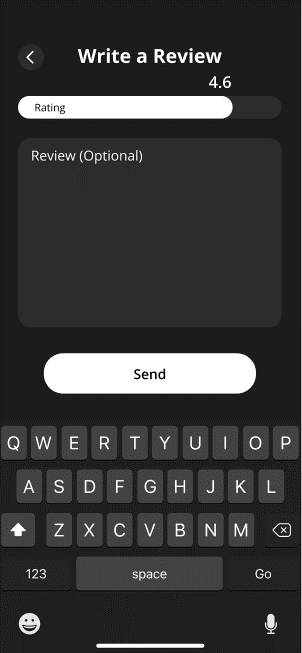 Write a Review
4.6
Rating
Review (Optional)
Send
Q W E R T Y U I O P
A S D F G H J K L
Z X C V B N M
123 space Go